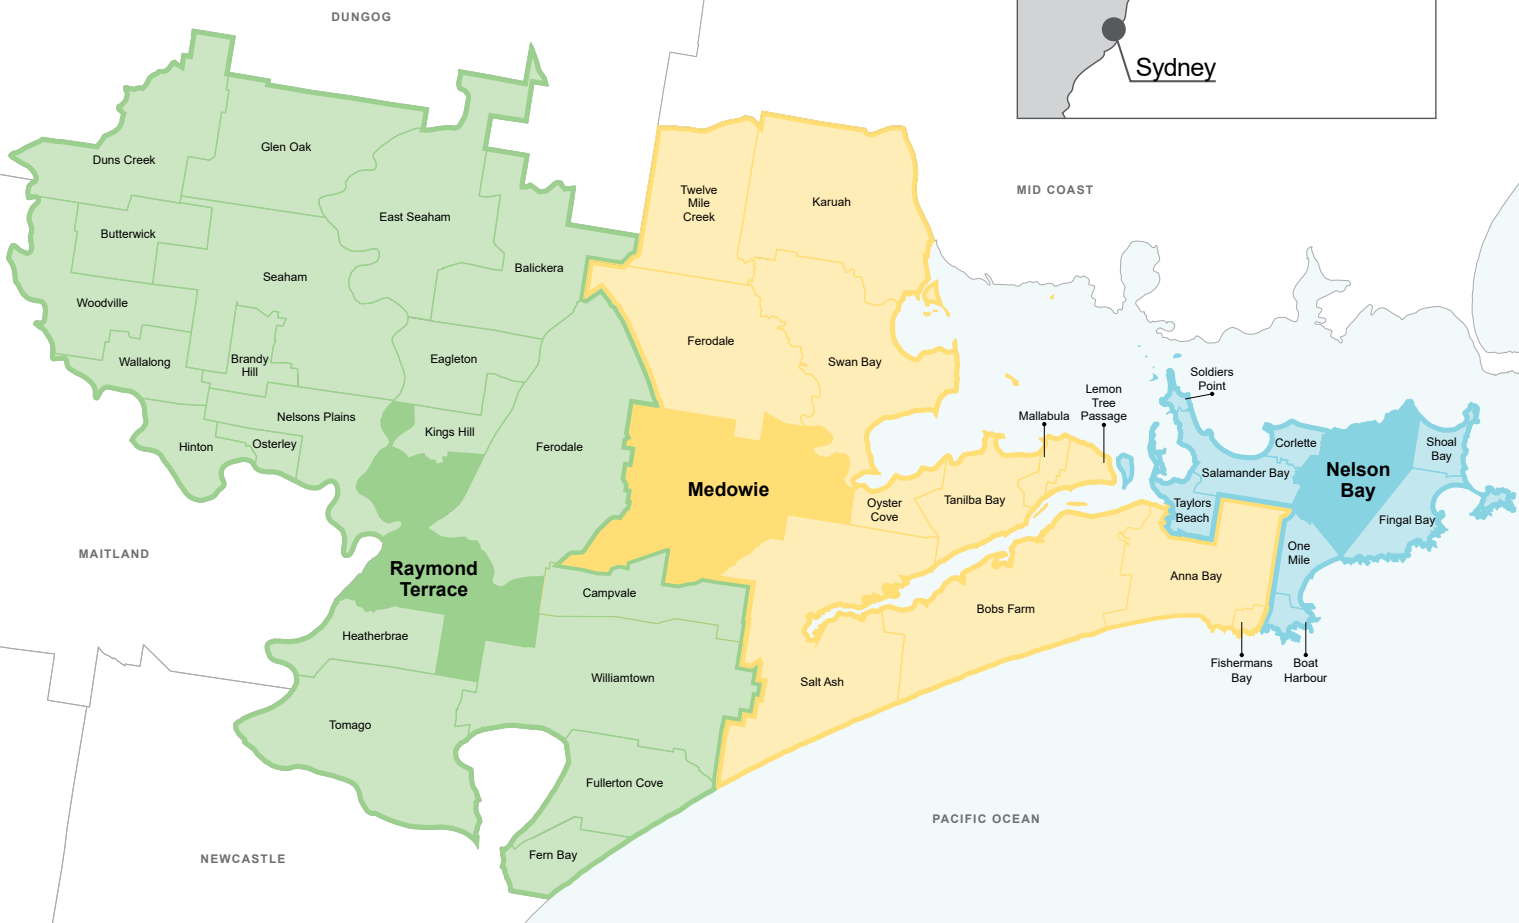 DUNGOG
Sydney
Duns Creek
Glen Oak
MID COAST
Twelve
Mile
Creek
Karuah
East Seaham
Butterwick
Seaham
Balickera
Woodville
Ferodale
Wallalong
Brandy
Hill
Eagleton
Swan Bay
Soldiers
Point
Lemon
Tree
Passage
Mallabula
Nelsons Plains
Kings Hill
Hinton
Osterley
Ferodale
Corlette
Shoal
Bay
Salamander Bay
Nelson
Bay
Medowie
Oyster
Cove
Tanilba Bay
Taylors
Beach
Fingal Bay
MAITLAND
One
Mile
Raymond
Terrace
Campvale
Anna Bay
Bobs Farm
Heatherbrae
Fishermans
Bay
Boat
Harbour
Williamtown
Salt Ash
Tomago
Fullerton Cove
PACIFIC OCEAN
NEWCASTLE
Fern Bay